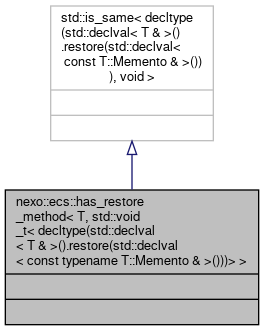 std::is_same< decltype
(std::declval< T & >()
.restore(std::declval<
const T::Memento & >())
), void >
nexo::ecs::has_restore
_method< T, std::void
_t< decltype(std::declval
< T & >().restore(std::declval
< const typename T::Memento & >()))> >